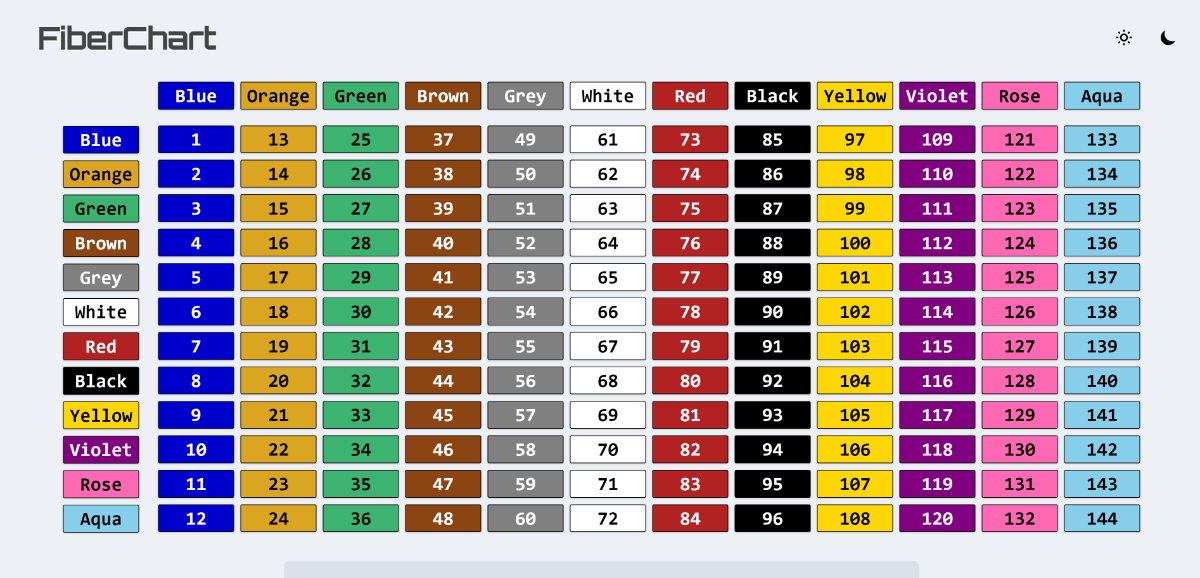 FiberChart
Blue Orange Green Brown Grey White Red Black Yellow Violet Rose Aqua
Blue 1 13 25 37 49 61 73 85 97 109 121 133
Orange 2 14 26 38 50 62 74 86 98 110 122 134
Green 3 15 27 39 51 63 75 87 99 111 123 135
Brown 4 16 28 40 52 64 76 88 100 112 124 136
Grey 5 17 29 41 53 65 77 89 101 113 125 137
White 6 18 30 42 54 66 78 90 102 114 126 138
Red 7 19 31 43 55 67 79 91 103 115 127 139
Black 8 20 32 44 56 68 80 92 104 116 128 140
Yellow 9 21 33 45 57 69 81 93 105 117 129 141
Violet 10 22 34 46 58 70 82 94 106 118 130 142
Rose 11 23 35 47 59 71 83 95 107 119 131 143
Aqua 12 24 36 48 60 72 84 96 108 120 132 144